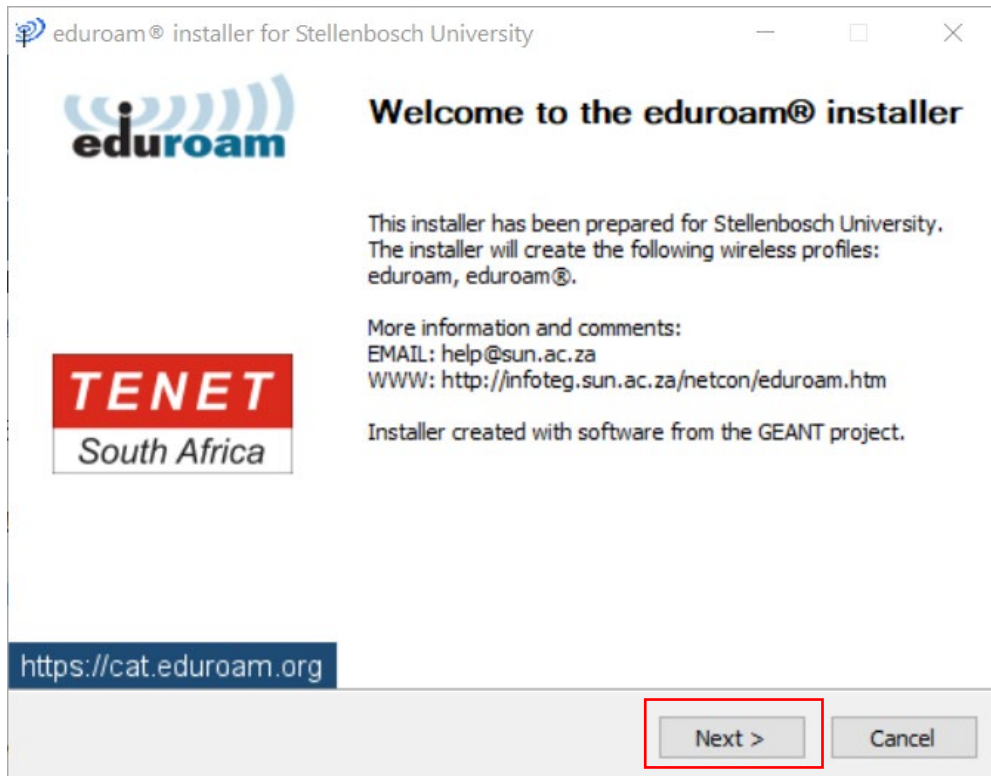 eduroam® installer for Stellenbosch University
eduroam
Welcome to the eduroam® installer
This installer has been prepared for Stellenbosch University.
The installer will create the following wireless profiles:
eduroam, eduroam®.
More information and comments:
EMAIL: help@sun.ac.za
WWW: http://infoteg.sun.ac.za/netcon/eduroam.htm
Installer created with software from the GEANT project.
TENET
South Africa
https://cat.eduroam.org
Next >
Cancel